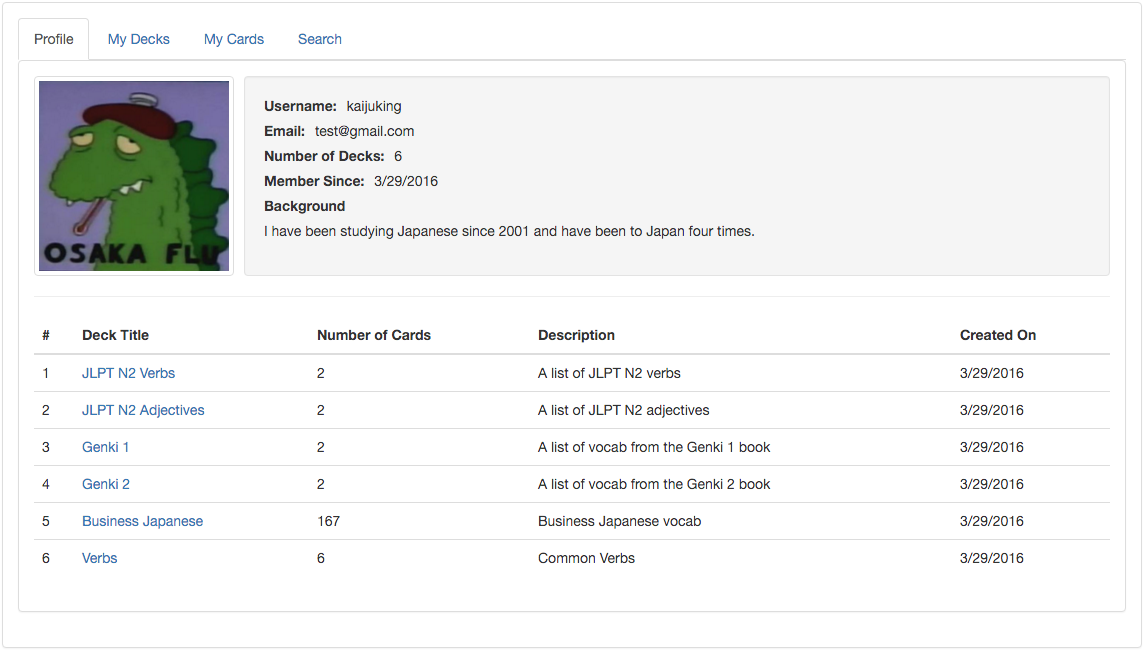 Profile My Decks My Cards Search
OSAKA FLU
Username: kaijuking
Email: test@gmail.com
Number of Decks: 6
Member Since: 3/29/2016
Background
I have been studying Japanese since 2001 and have been to Japan four times.
# Deck Title Number of Cards Description Created On
1 JLPT N2 Verbs 2 A list of JLPT N2 verbs 3/29/2016
2 JLPT N2 Adjectives 2 A list of JLPT N2 adjectives 3/29/2016
3 Genki 1 2 A list of vocab from the Genki 1 book 3/29/2016
4 Genki 2 2 A list of vocab from the Genki 2 book 3/29/2016
5 Business Japanese 167 Business Japanese vocab 3/29/2016
6 Verbs 6 Common Verbs 3/29/2016